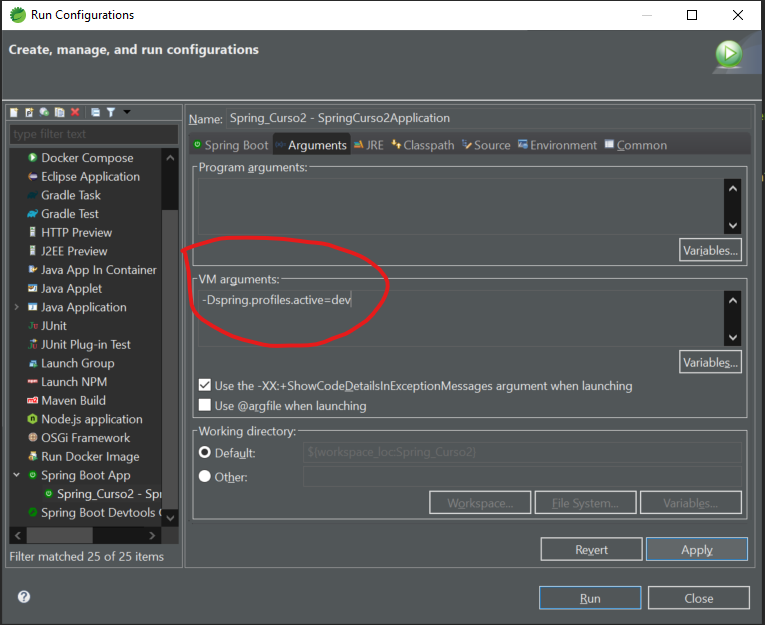 Run Configurations
Create, manage, and run configurations
type filter text
Docker Compose
Eclipse Application
Gradle Task
Gradle Test
HTTP Preview
J2EE Preview
Java App In Container
Java Applet
Java Application
JUnit
JUnit Plug-in Test
Launch Group
Launch NPM
Maven Build
Node.js application
OSGi Framework
Run Docker Image
Spring Boot App
Spring_Curso2 - Spr
Spring Boot Devtools C
Filter matched 25 of 25 items
Name: Spring_Curso2 - SpringCurso2Application
Spring Boot Arguments JRE Classpath Source Environment Common
Program arguments:
Variables...
VM arguments:
-Dspring.profiles.active=dev
Variables...
Use the -XX:+ShowCodeDetailsInExceptionMessages argument when launching
Use @argfile when launching
Working directory:
Default: ${workspace_loc:Spring_Curso2}
Other:
Workspace... File System... Variables...
Revert Apply
Run Close